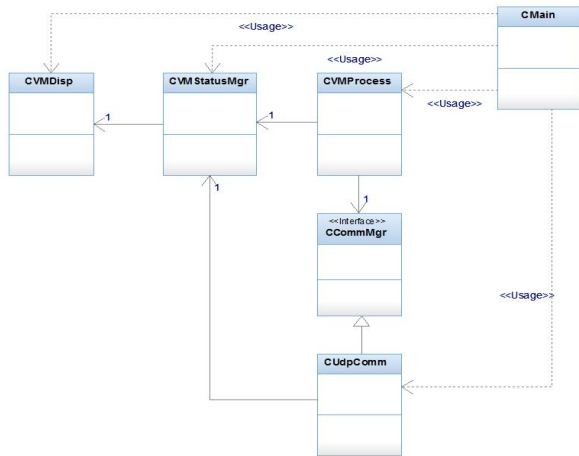 CMain
<<Usage>>
<<Usage>>
CVMDisp
CVMStatusMgr
CVMProcess
<<Usage>>
1
1
1
<<Interface>>
CCommMgr
1
<<Usage>>
CUdpComm